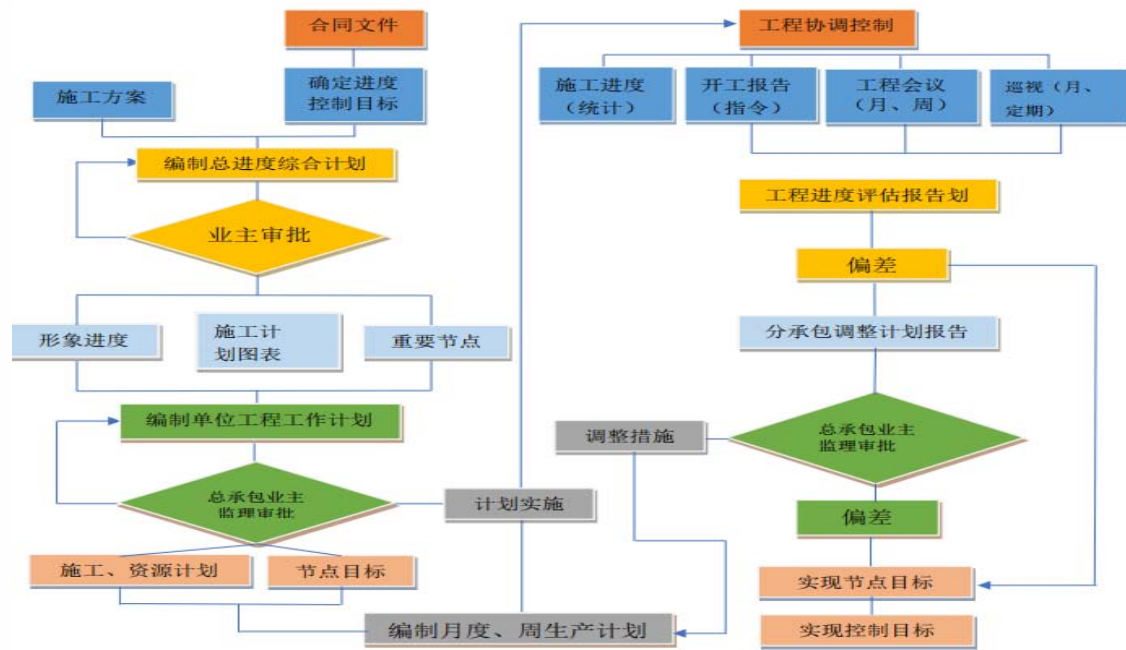 合同文件
施工方案
确定进度
控制目标
编制总进度综合计划
业主审批
形象进度
施工计
划图表
重要节点
编制单位工程工作计划
总承包业主
监理审批
计划实施
施工、资源计划
节点目标
编制月度、周生产计划
工程协调控制
施工进度
(统计)
开工报告
(指令)
工程会议
(月、周)
巡视(月、
定期)
工程进度评估报告划
偏差
分承包调整计划报告
调整措施
总承包业主
监理审批
偏差
实现节点目标
实现控制目标